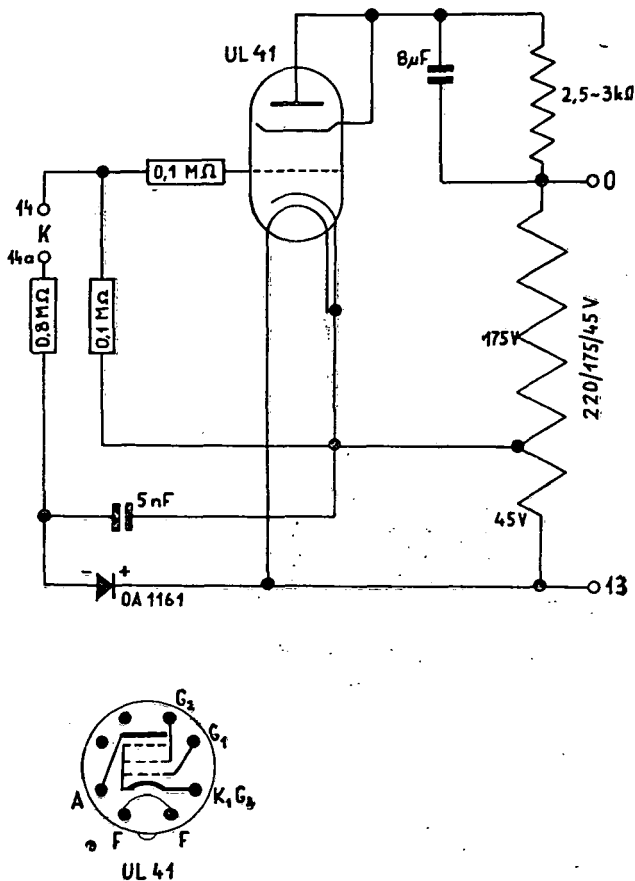 UL 41
8µF
2,5~3kΩ
0,1 MΩ
0
14
K
14a
0,8MΩ
0,1 MΩ
175V
220/175/45V
5nF
45V
- +
OA 1161
13
G2
G1
A
K, G3
F F
UL 41